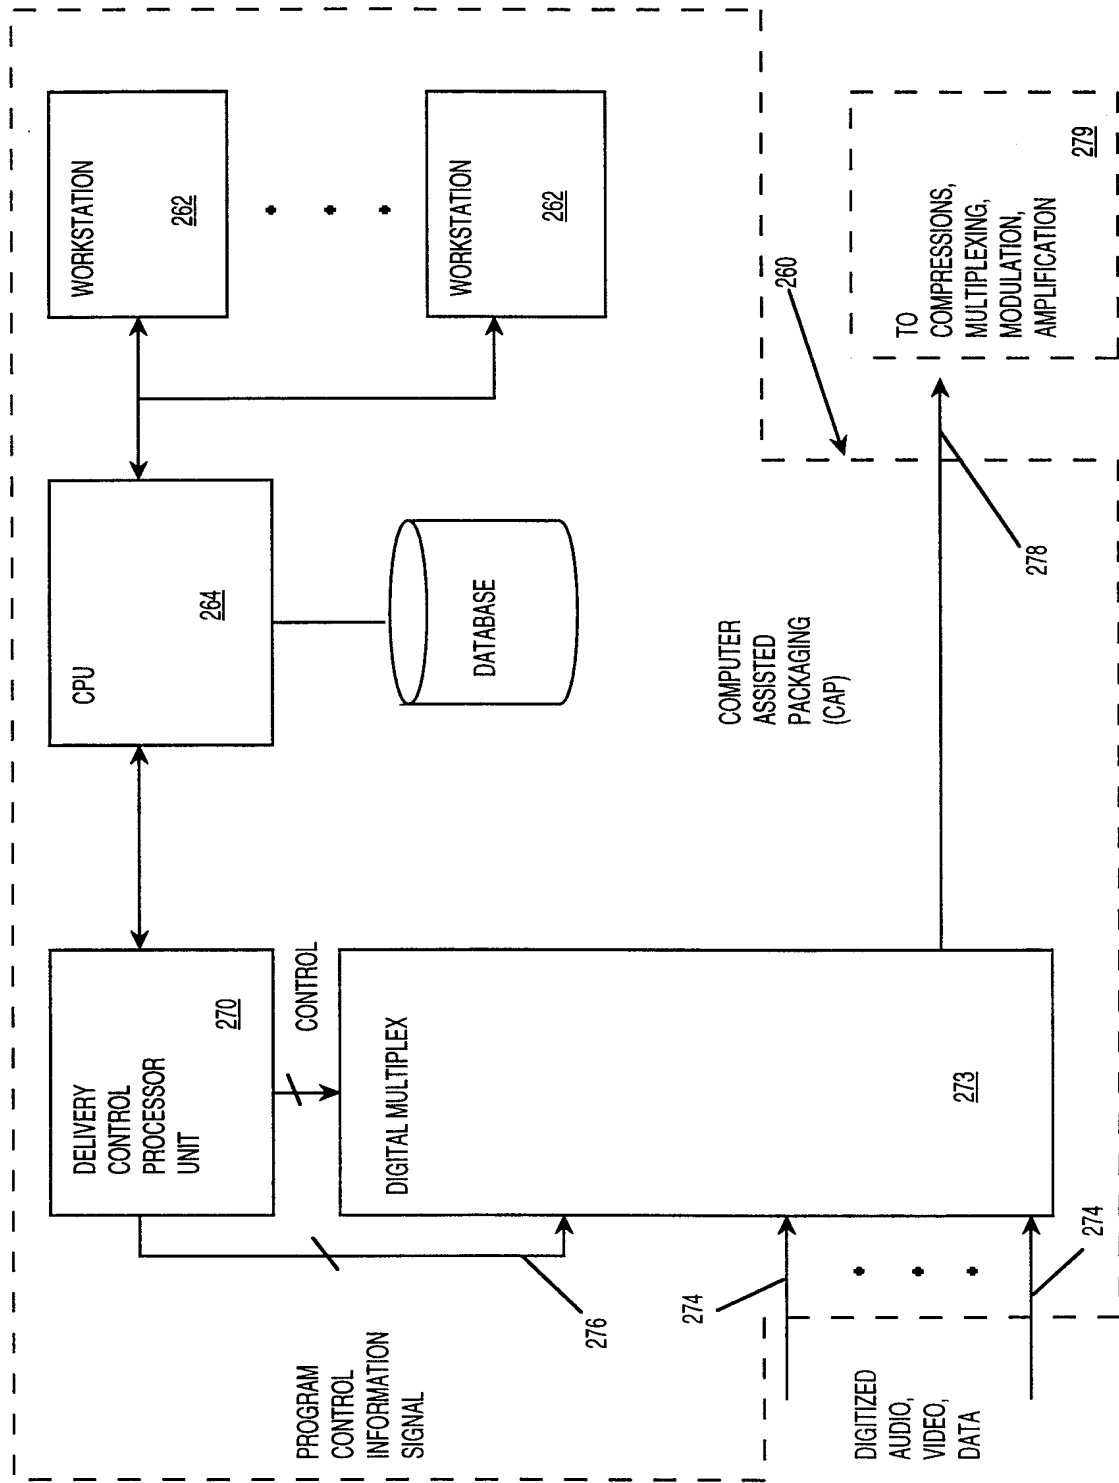 DELIVERY
CONTROL
PROCESSOR
UNIT
270
CPU
264
WORKSTATION
262
WORKSTATION
262
DATABASE
CONTROL
PROGRAM
CONTROL
INFORMATION
SIGNAL
276
DIGITAL MULTIPLEX
273
COMPUTER
ASSISTED
PACKAGING
(CAP)
260
274
DIGITIZED
AUDIO,
VIDEO,
DATA
274
278
TO
COMPRESSIONS,
MULTIPLEXING,
MODULATION,
AMPLIFICATION
279